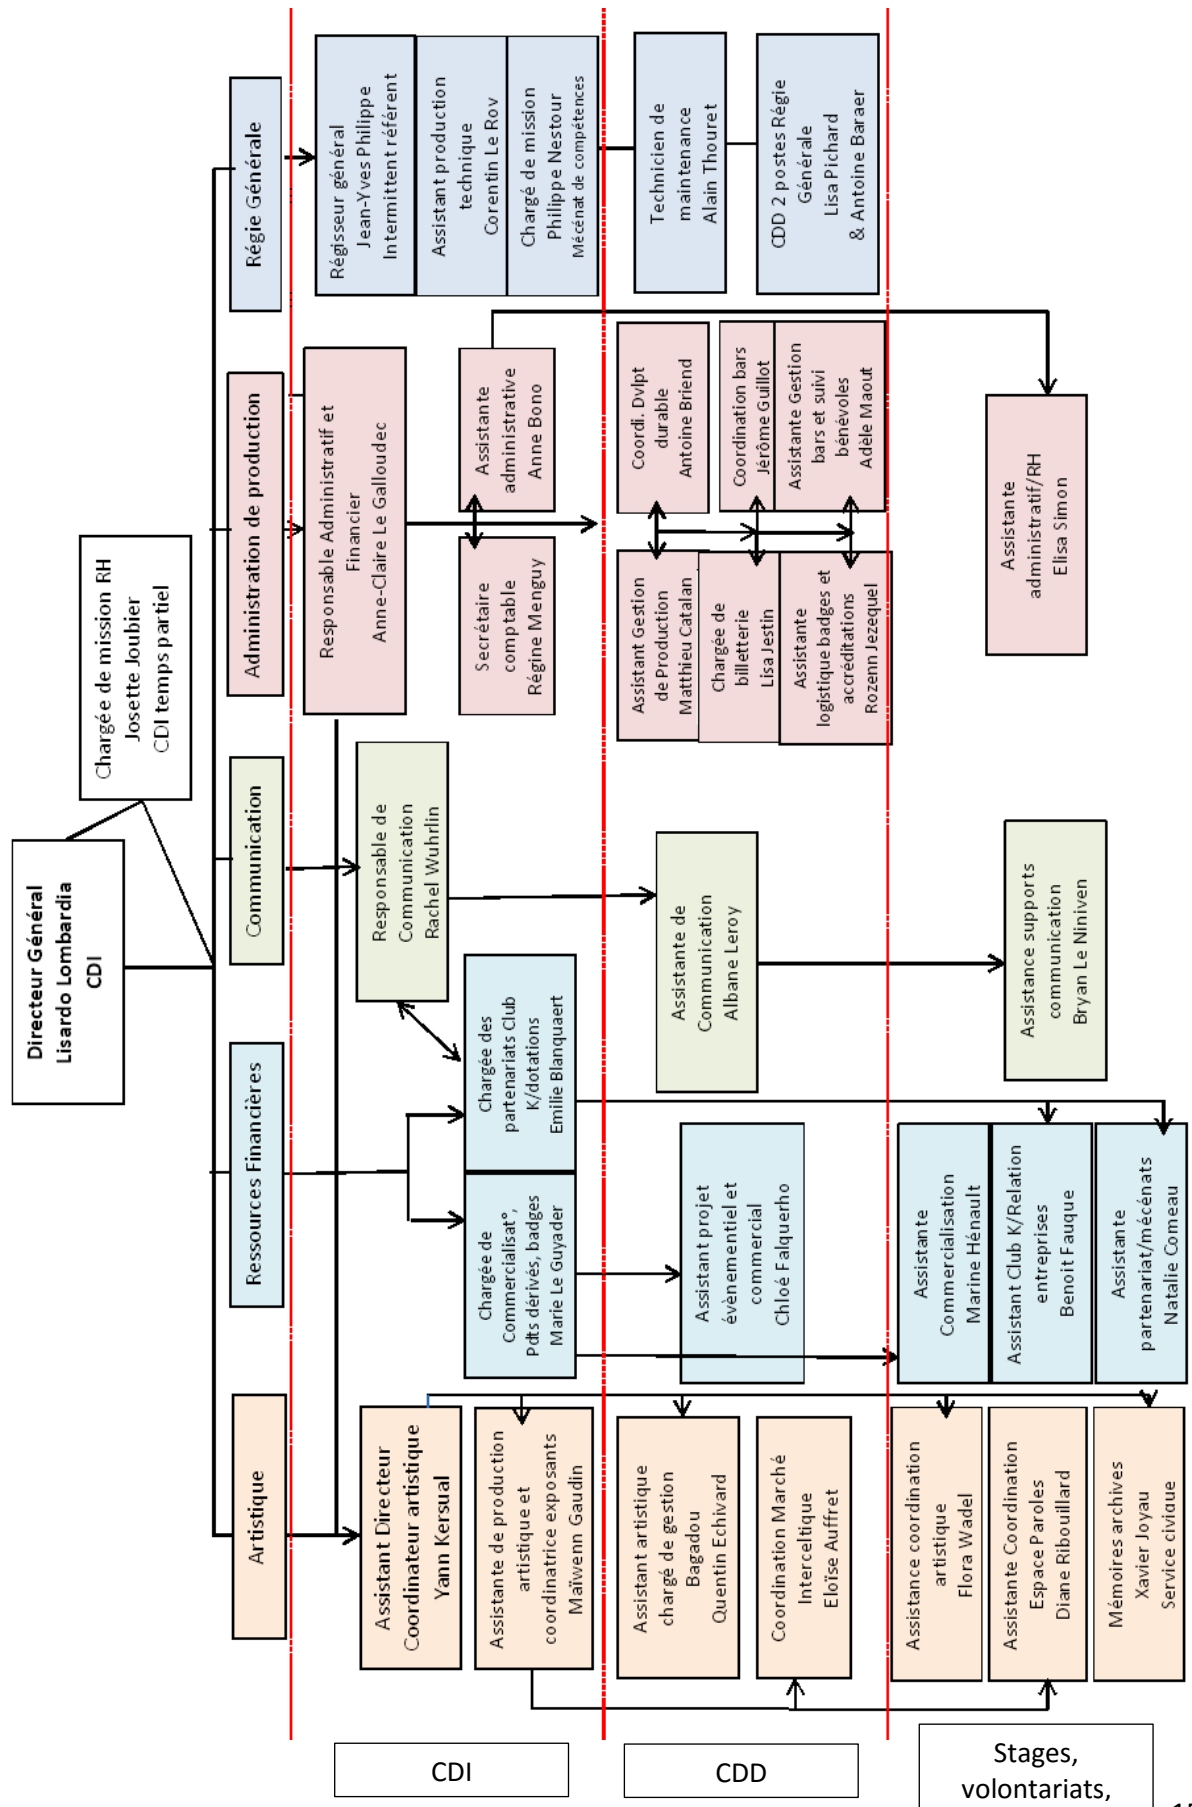 Directeur Général
Lisardo Lombardia
CDI
Chargée de mission RH
Josette Joubier
CDI temps partiel
Artistique
Ressources Financières
Communication
Administration de production
Régie Générale
Assistant Directeur
Coordinateur artistique
Yann Kersual
Assistante de production
artistique et
coordinatrice exposants
Maïwenn Gaudin
Chargée de
Commercialisat°,
Pdts dérivés, badges
Marie Le Guyader
Chargée des
partenariats Club
K/dotations
Emilie Blanquaert
Responsable de
Communication
Rachel Wuhrlin
Responsable Administratif et
Financier
Anne-Claire Le Galloudec
Secrétaire
comptable
Régine Menguy
Assistante
administrative
Anne Bono
Régisseur général
Jean-Yves Philippe
Intermittent référent
Assistant production
technique
Corentin Le Rov
Chargé de mission
Philippe Nestour
Mécénat de compétences
Assistant artistique
chargé de gestion
Bagadou
Quentin Echivard
Coordination Marché
Interceltique
Eloïse Auffret
Assistant projet
évènementiel et
commercial
Chloé Falquerho
Assistante de
Communication
Albane Leroy
Assistant Gestion
de Production
Matthieu Catalan
Chargée de
billetterie
Lisa Jestin
Assistante
logistique badges et
accréditations
Rozenn Jezequel
Coordi. Dvlpt
durable
Antoine Briend
Coordination bars
Jérôme Guillot
Assistante Gestion
bars et suivi
bénévoles
Adèle Maout
Technicien de
maintenance
Alain Thouret
CDD 2 postes Régie
Générale
Lisa Pichard
& Antoine Baraer
Assistance coordination
artistique
Flora Wadel
Assistante Coordination
Espace Paroles
Diane Ribouillard
Mémoires archives
Xavier Joyau
Service civique
Assistante
Commercialisation
Marine Hénault
Assistant Club K/Relation
entreprises
Benoit Fauque
Assistante
partenariat/mécénats
Natalie Comeau
Assistance supports
communication
Bryan Le Niniven
Assistante
administratif/RH
Elisa Simon
CDI
CDD
Stages,
volontariats,